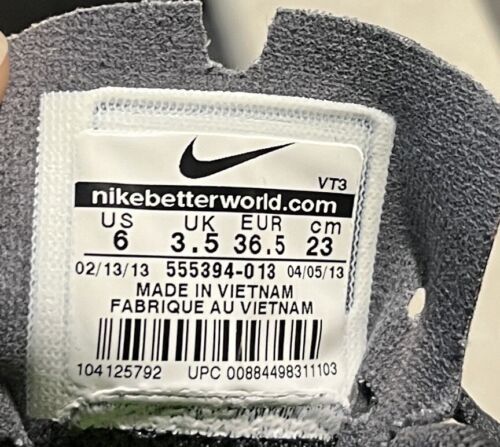 VT3
nikebetterworld.com
US UK EUR cm
6 3.5 36.5 23
02/13/13 555394-013 04/05/13
MADE IN VIETNAM
FABRIQUE AU VIETNAM
104125792 UPC 00884498311103